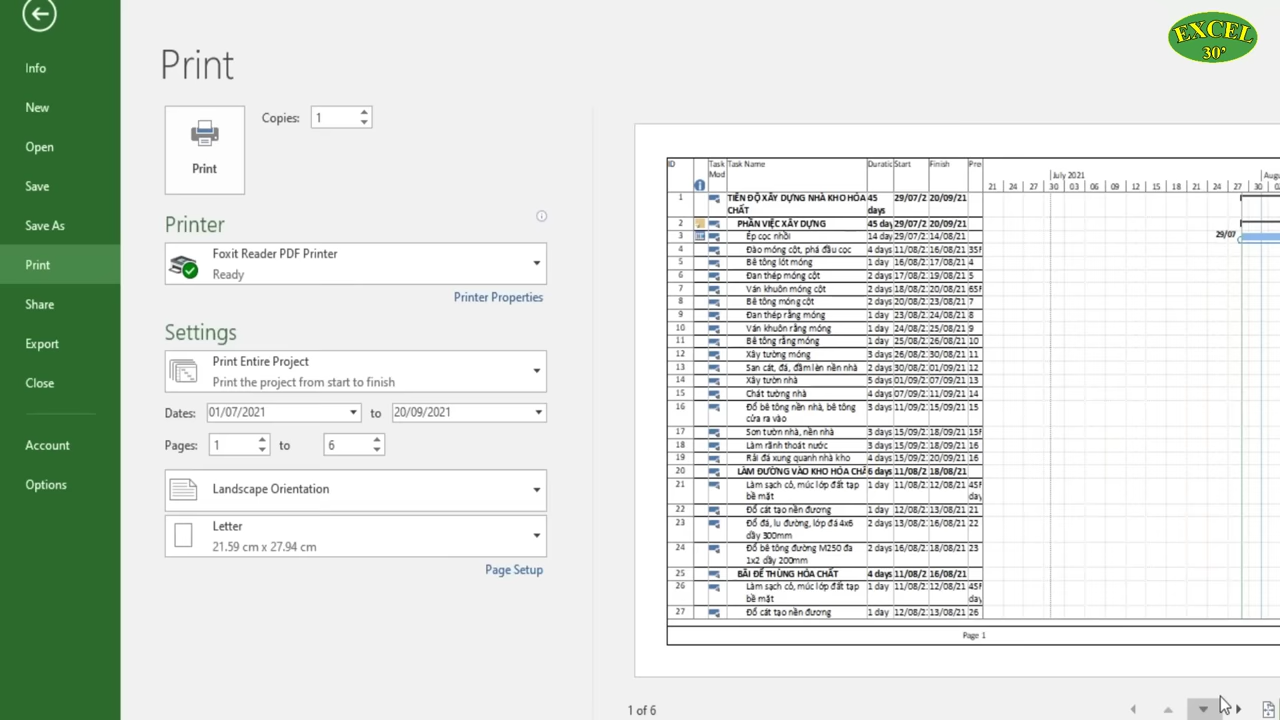 EXCEL
30'
Info
New
Open
Save
Save As
Print
Share
Export
Close
Account
Options
Print
Print
Copies: 1
Printer
Foxit Reader PDF Printer
Ready
Printer Properties
Settings
Print Entire Project
Print the project from start to finish
Dates: 01/07/2021 to 20/09/2021
Pages: 1 to 6
Landscape Orientation
Letter
21.59 cm x 27.94 cm
Page Setup
ID Task Mod Task Name Start Finish
July 2021
21 24 27 30 03 06 09 12 15 18 21 24 27 30 02
1 TIẾN ĐỘ XÂY DỰNG NHÀ KHO HÓA 45 29/07/2 20/09/21
CHẤT days
2 PHẦN VIỆC XÂY DỰNG 45 day 29/07/2 20/09/21
3 Ép cọc nhồi 14 day 29/07/2 14/08/21 29/07
4 Đào móng cột, phá đầu cọc 4 days 11/08/2 16/08/21
5 Bê tông lót móng 1 day 16/08/2 17/08/21 4
6 Đan thép móng cột 2 days 17/08/2 19/08/21 5
7 Ván khuôn móng cột 2 days 18/08/2 20/08/21
8 Bê tông móng cột 2 days 20/08/2 23/08/21 7
9 Đan thép rằng móng 1 day 23/08/2 24/08/21 8
10 Ván khuôn rằng móng 1 day 24/08/2 25/08/21 9
11 Bê tông rằng móng 1 day 25/08/2 26/08/21 10
12 Xây tường móng 3 days 26/08/2 30/08/21 11
13 San cát, đá, đầm lèn nền nhà 2 days 30/08/2 01/09/21 12
14 Xây tườn nhà 5 days 01/09/2 07/09/21 13
15 Chát tường nhà 4 days 07/09/2 11/09/21 14
16 Đổ bê tông nền nhà, bê tông 3 days 11/09/2 15/09/21 15
cửa ra vào
17 Sơn tườn nhà, nền nhà 3 days 15/09/2 18/09/21
18 Làm rãnh thoát nước 3 days 15/09/2 18/09/21 16
19 Rải đá xung quanh nhà kho 4 days 15/09/2 20/09/21 16
20 LÀM ĐƯỜNG VÀO KHO HÓA CHẤ 6 days 11/08/2 18/08/21
21 Làm sạch cỏ, múc lớp đất tạp 1 day 11/08/2 12/08/21
bề mặt
22 Đổ cát tạo nền đương 1 day 12/08/2 13/08/21 21
23 Đổ đá, lu đường, lớp đá 4x6 2 days 13/08/2 16/08/21 22
dầy 300mm
24 Đổ bê tông đường M250 đa 2 days 16/08/2 18/08/21 23
1x2 dầy 200mm
25 BÃI ĐỂ THÙNG HÓA CHẤT 4 days 11/08/2 16/08/21
26 Làm sạch cỏ, múc lớp đất tạp 1 day 11/08/2 12/08/21
bề mặt
27 Đổ cát tạo nền đương 1 day 12/08/2 13/08/21 26
Page 1
1 of 6